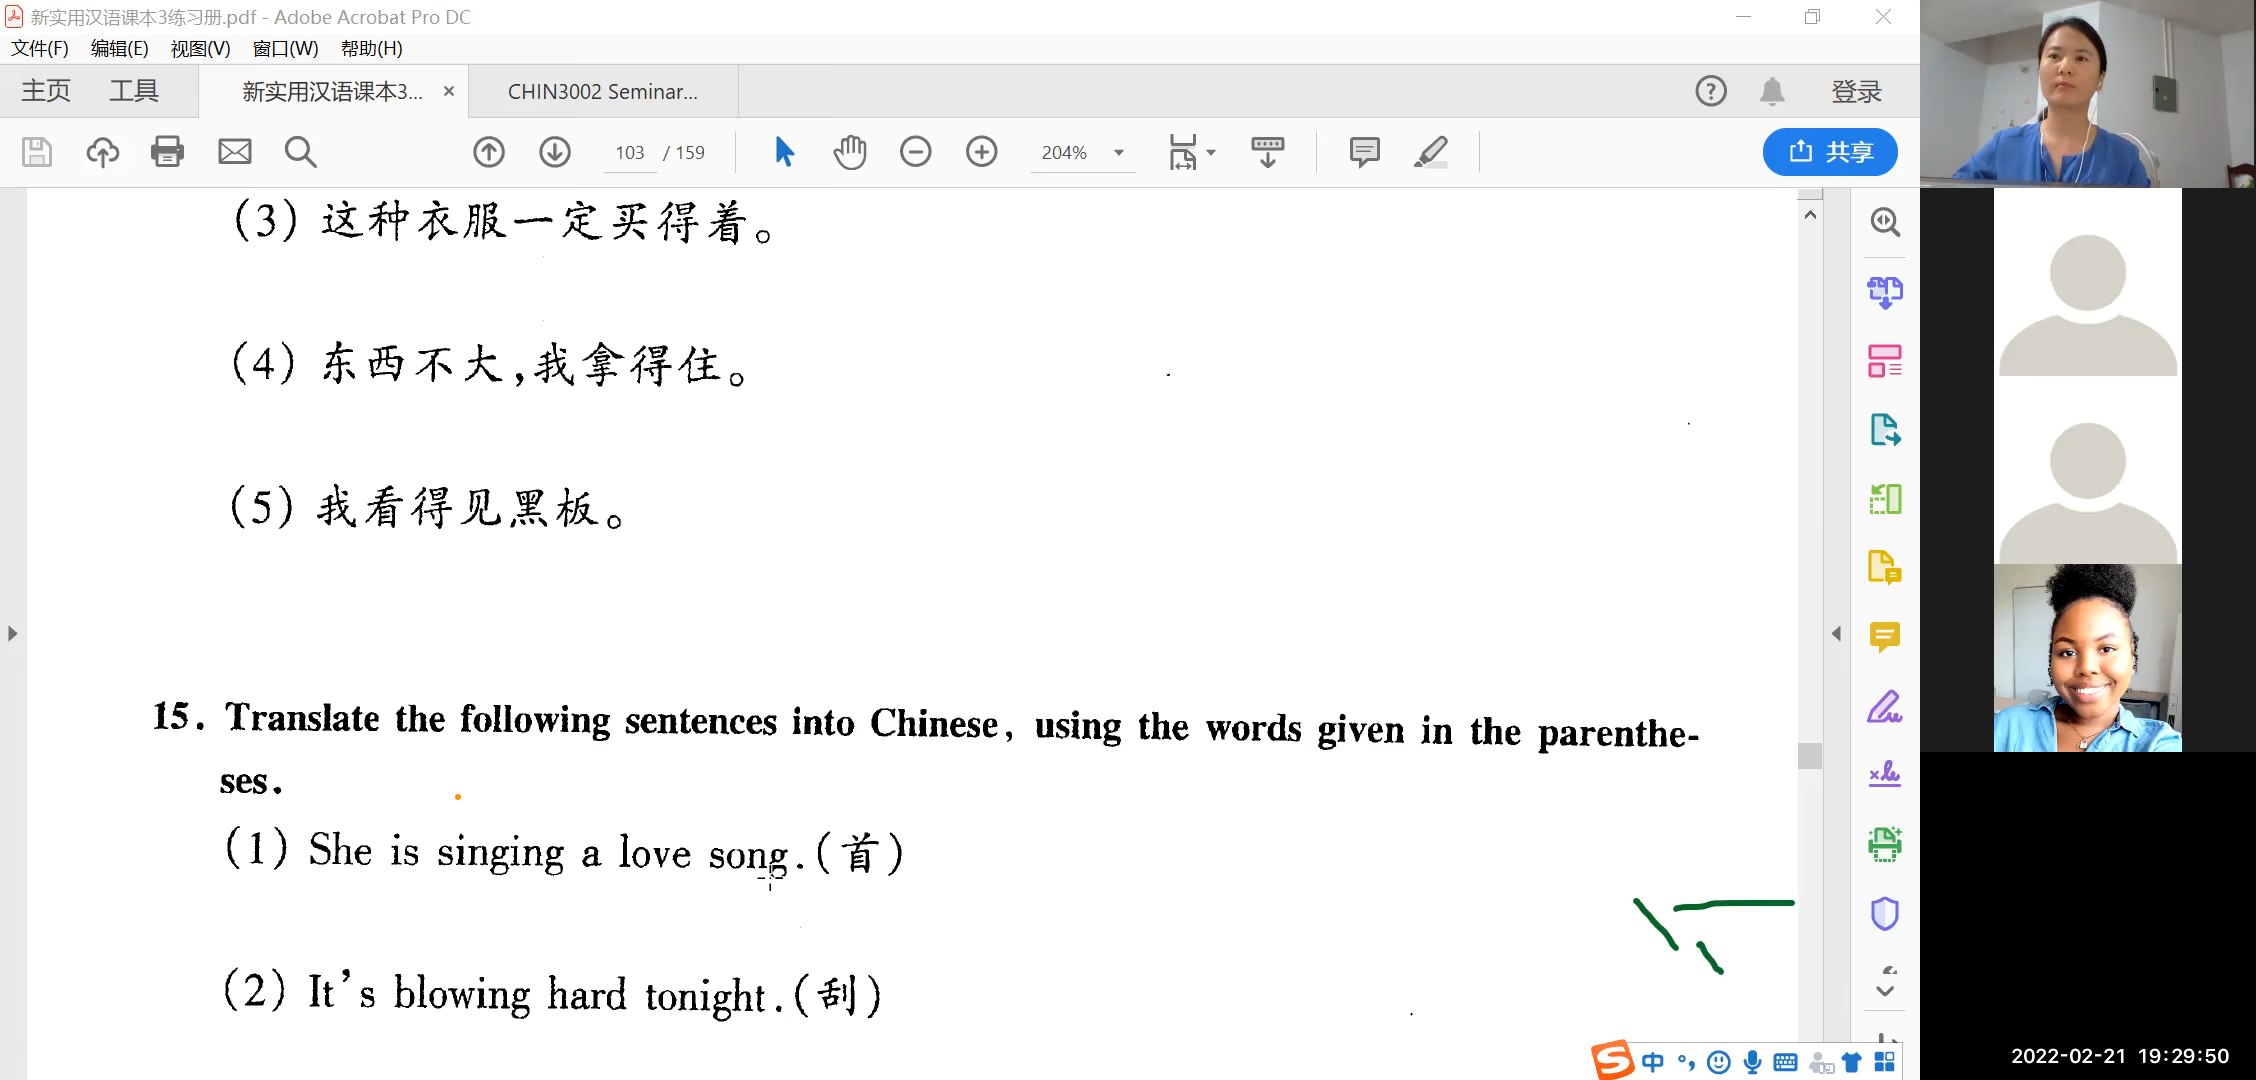 新实用汉语课本3练习册.pdf - Adobe Acrobat Pro DC
文件(F) 编辑(E) 视图(V) 窗口(W) 帮助(H)
主页 工具 新实用汉语课本3... × CHIN3002 Seminar... 登录
103 / 159 204% 共享
(3) 这种衣服一定买得着。
(4) 东西不大,我拿得住。
(5) 我看得见黑板。
15. Translate the following sentences into Chinese, using the words given in the parenthe-
ses.
(1) She is singing a love song.(首)
(2) It's blowing hard tonight.(刮)
中
2022-02-21 19:29:50